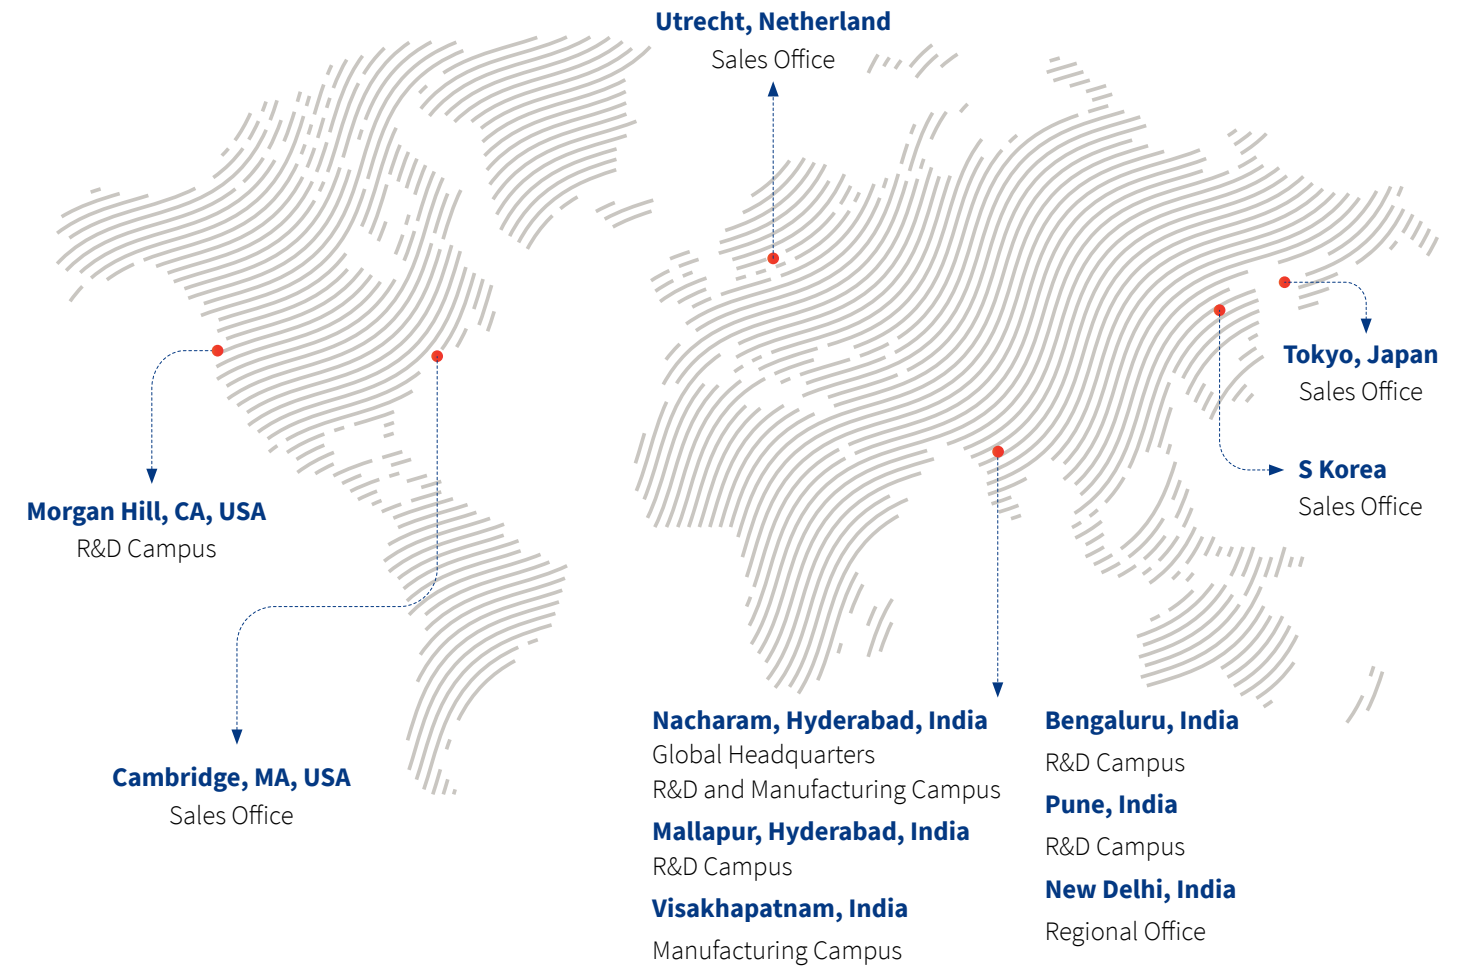 Utrecht, Netherland
Sales Office
Tokyo, Japan
Sales Office
S Korea
Sales Office
Morgan Hill, CA, USA
R&D Campus
Cambridge, MA, USA
Sales Office
Nacharam, Hyderabad, India
Global Headquarters
R&D and Manufacturing Campus
Mallapur, Hyderabad, India
R&D Campus
Visakhapatnam, India
Manufacturing Campus
Bengaluru, India
R&D Campus
Pune, India
R&D Campus
New Delhi, India
Regional Office